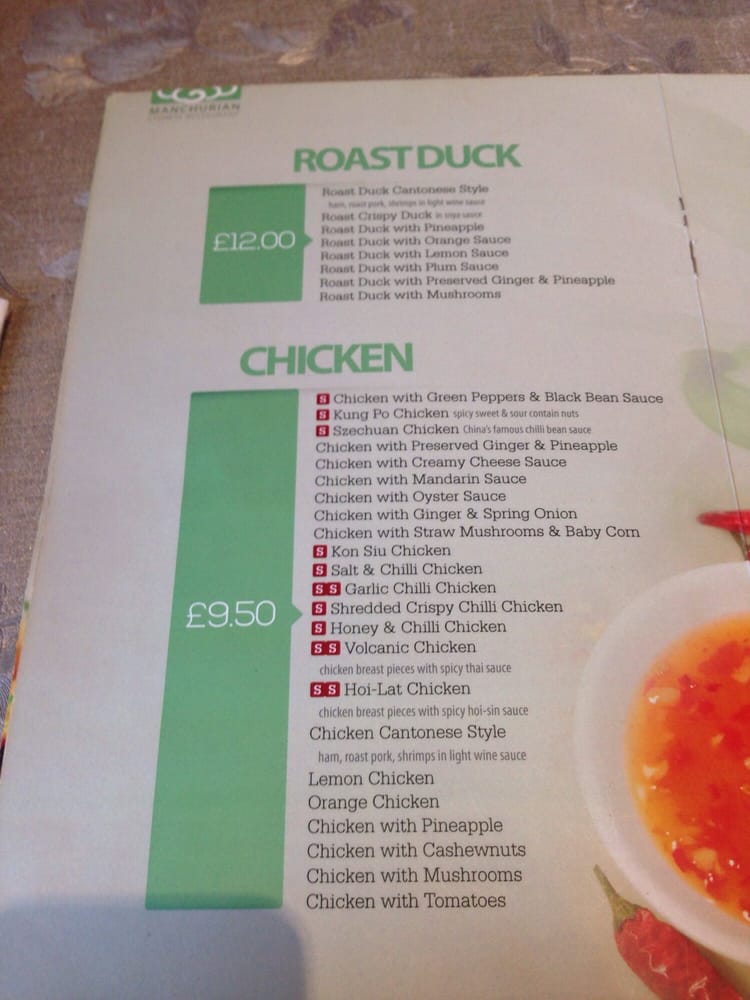 MANCHURIAN
ROAST DUCK
£12.00
Roast Duck Cantonese Style
ham, roast pork, shrimps in light wine sauce
Roast Crispy Duck in soya sauce
Roast Duck with Pineapple
Roast Duck with Orange Sauce
Roast Duck with Lemon Sauce
Roast Duck with Plum Sauce
Roast Duck with Preserved Ginger & Pineapple
Roast Duck with Mushrooms
CHICKEN
£9.50
S Chicken with Green Peppers & Black Bean Sauce
S Kung Po Chicken spicy sweet & sour contain nuts
S Szechuan Chicken China's famous chilli bean sauce
Chicken with Preserved Ginger & Pineapple
Chicken with Creamy Cheese Sauce
Chicken with Mandarin Sauce
Chicken with Oyster Sauce
Chicken with Ginger & Spring Onion
Chicken with Straw Mushrooms & Baby Corn
S Kon Siu Chicken
S Salt & Chilli Chicken
S S Garlic Chilli Chicken
S Shredded Crispy Chilli Chicken
S Honey & Chilli Chicken
S S Volcanic Chicken
chicken breast pieces with spicy thai sauce
S S Hoi-Lat Chicken
chicken breast pieces with spicy hoi-sin sauce
Chicken Cantonese Style
ham, roast pork, shrimps in light wine sauce
Lemon Chicken
Orange Chicken
Chicken with Pineapple
Chicken with Cashewnuts
Chicken with Mushrooms
Chicken with Tomatoes